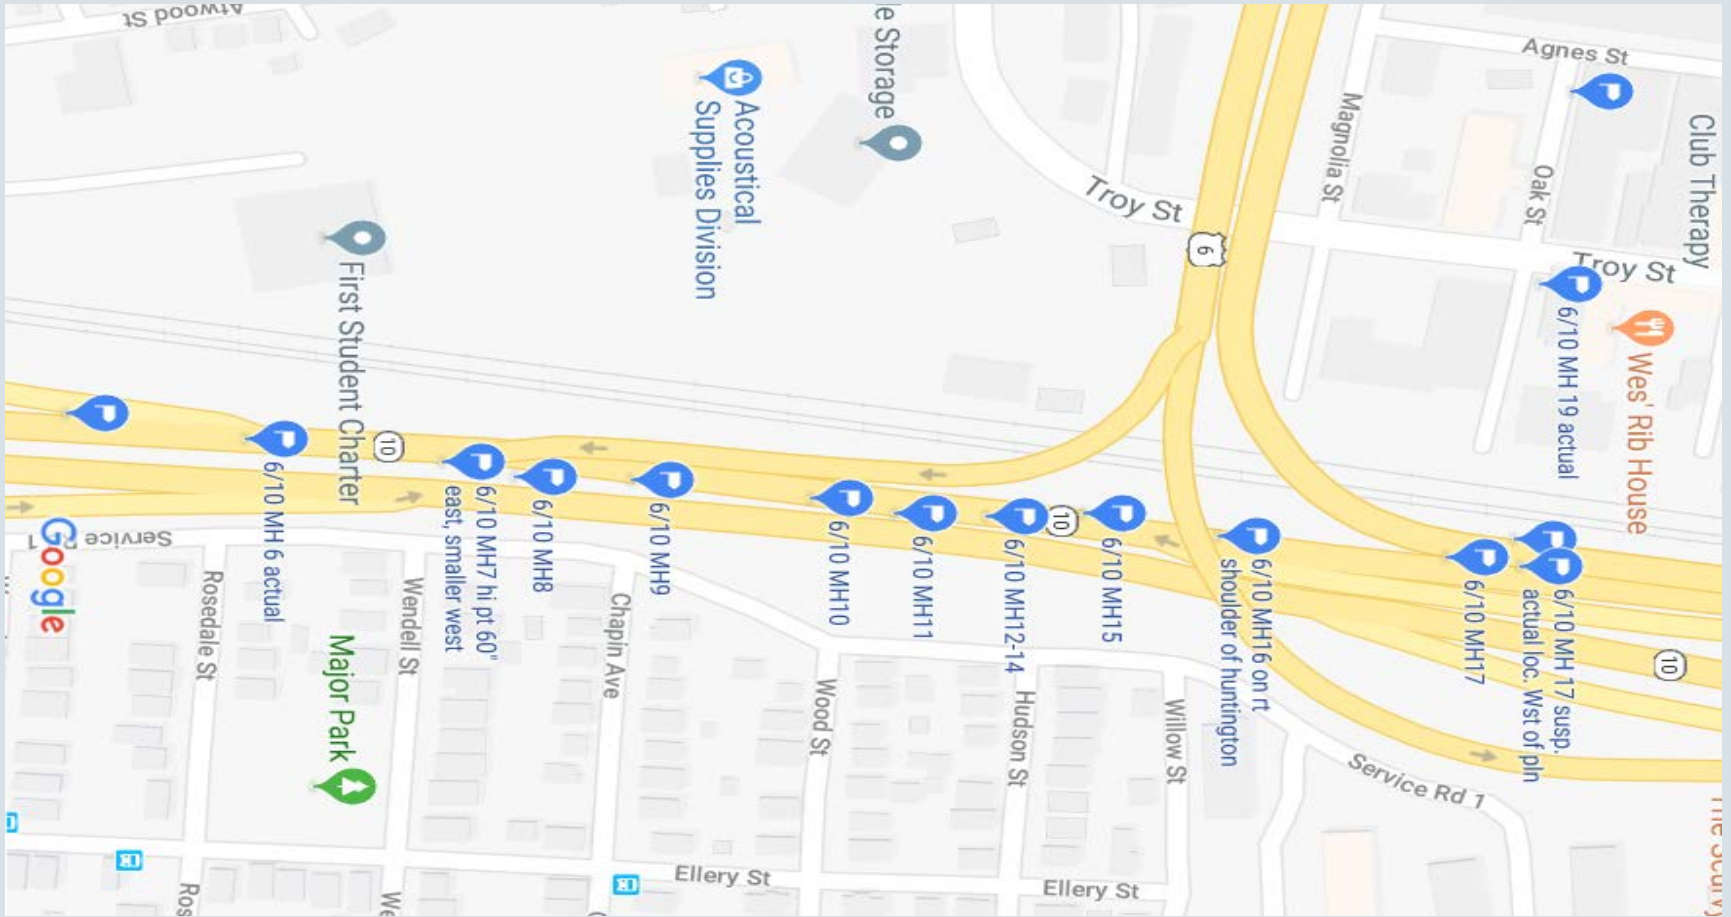 Atwood St
Agnes St
Club Therapy
e Storage
Acoustical
Supplies Division
Magnolia St
Oak St
Troy St
Troy St
6
6/10 MH 19 actual
Wes' Rib House
First Student Charter
10
6/10 MH 6 actual
6/10 MH7 hi pt 60"
east, smaller west
6/10 MH8
6/10 MH9
6/10 MH10
6/10 MH11
6/10 MH12-14
10
6/10 MH15
6/10 MH16 on rt
shoulder of huntington
6/10 MH17
6/10 MH 17 susp.
actual loc. Wst of pln
10
Service Rd 1
Google
Rosedale St
Wendell St
Chapin Ave
Wood St
Hudson St
Willow St
Major Park
Service Rd 1
Ellery St
Ellery St
Ros
We